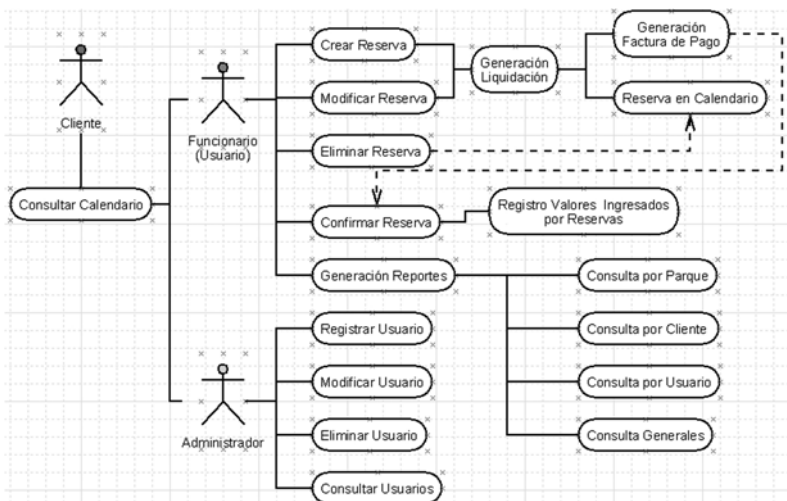 Cliente
Consultar Calendario
Funcionario
(Usuario)
Administrador
Crear Reserva
Modificar Reserva
Eliminar Reserva
Confirmar Reserva
Generación Reportes
Registrar Usuario
Modificar Usuario
Eliminar Usuario
Consultar Usuarios
Generación
Liquidación
Generación
Factura de Pago
Reserva en Calendario
Registro Valores Ingresados
por Reservas
Consulta por Parque
Consulta por Cliente
Consulta por Usuario
Consulta Generales